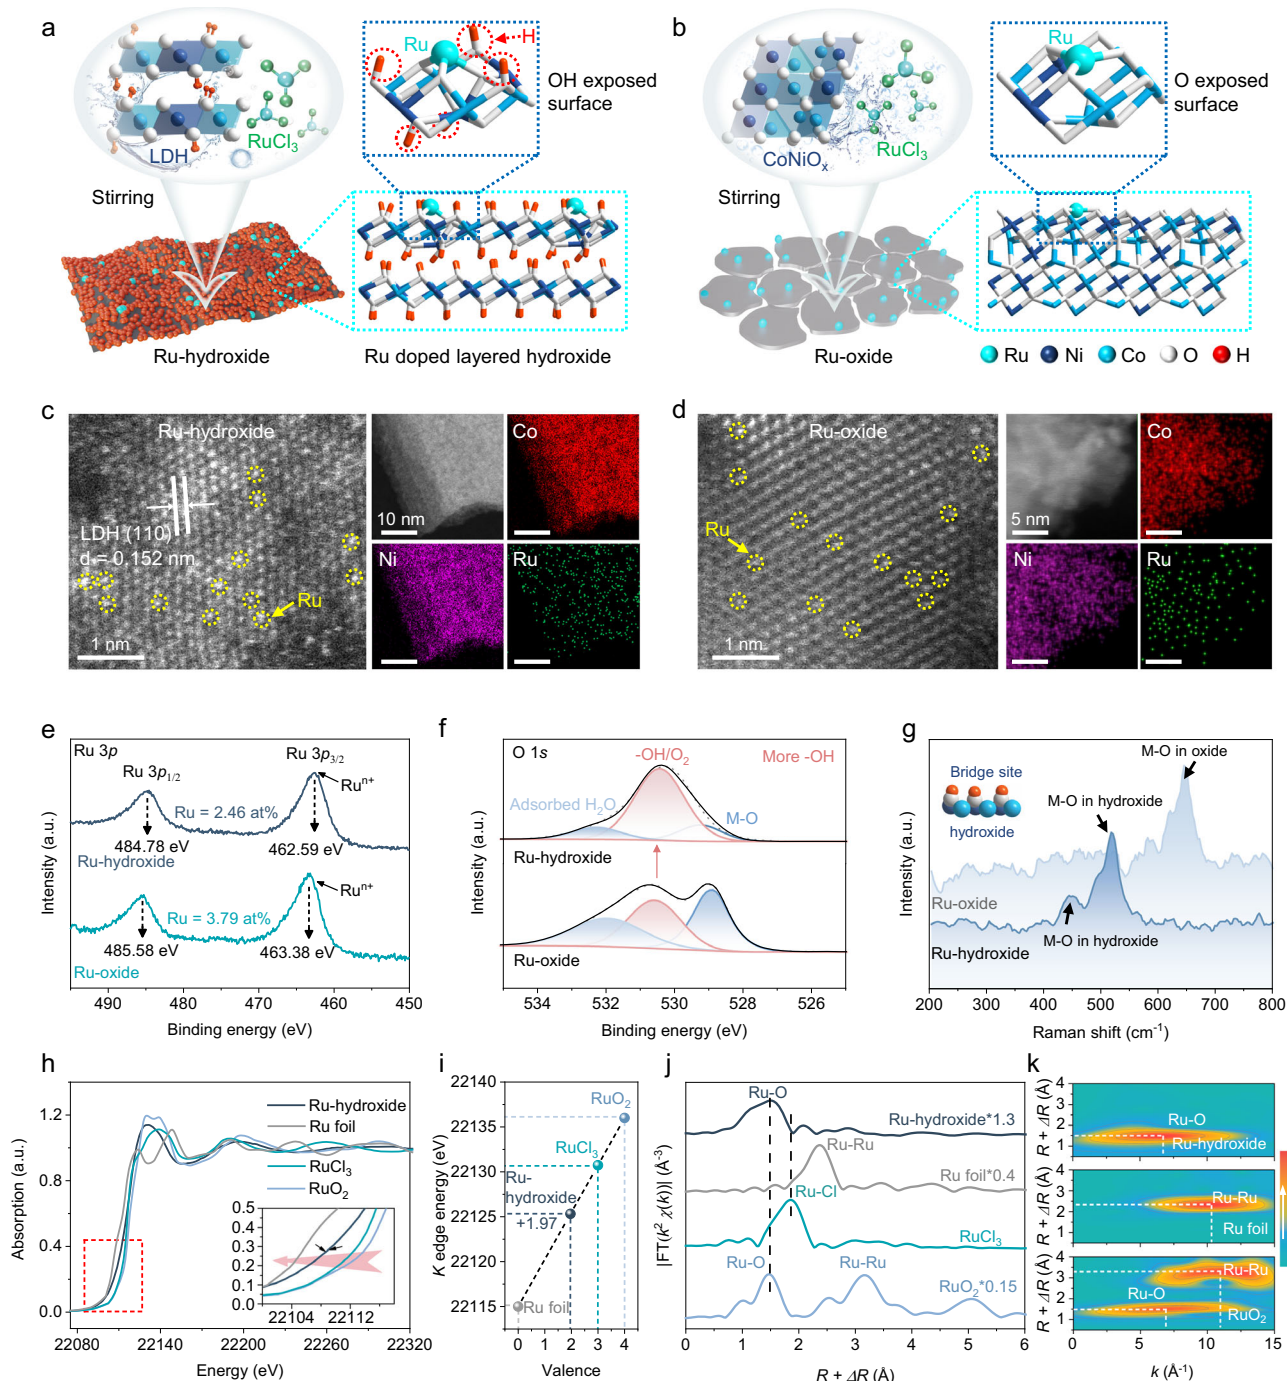 a
Ru
H
OH exposed
surface
LDH
RuCl3
Stirring
Ru-hydroxide
Ru doped layered hydroxide
b
Ru
O exposed
surface
CoNiOx
RuCl3
Stirring
Ru-oxide
Ru
Ni
Co
O
H
c
Ru-hydroxide
LDH (110)
d = 0.152 nm
Ru
1 nm
10 nm
Co
Ni
Ru
d
Ru-oxide
Ru
1 nm
5 nm
Co
Ni
Ru
e
Ru 3p
Ru 3p1/2
Ru 3p3/2
Ru^n+
Ru = 2.46 at%
484.78 eV
462.59 eV
Ru-hydroxide
Ru^n+
Ru = 3.79 at%
485.58 eV
463.38 eV
Ru-oxide
490 480 470 460 450
Binding energy (eV)
Intensity (a.u.)
f
O 1s
-OH/O2
More -OH
Adsorbed H2O
M-O
Ru-hydroxide
Ru-oxide
534 532 530 528 526
Binding energy (eV)
Intensity (a.u.)
g
M-O in oxide
Bridge site
M-O in hydroxide
hydroxide
Ru-oxide
M-O in hydroxide
Ru-hydroxide
200 300 400 500 600 700 800
Raman shift (cm-1)
Intensity (a.u.)
h
Ru-hydroxide
Ru foil
RuCl3
RuO2
1.2
0.8
0.4
0.0
0.5
0.4
0.3
0.2
0.1
0.0
22104 22112
22080 22140 22200 22260 22320
Energy (eV)
Absorption (a.u.)
i
22140
22135
22130
22125
22120
22115
RuO2
RuCl3
Ru-
hydroxide
+1.97
Ru foil
0 1 2 3 4
Valence
K edge energy (eV)
j
Ru-O
Ru-hydroxide*1.3
Ru-Ru
Ru foil*0.4
Ru-Cl
RuCl3
Ru-O
Ru-Ru
RuO2*0.15
0 1 2 3 4 5 6
R + ΔR (Å)
|FT(k2 χ(k))| (Å-3)
k
4
3
2
1
Ru-O
Ru-hydroxide
R + ΔR (Å)
4
3
2
1
Ru-Ru
Ru foil
R + ΔR (Å)
4
3
2
1
Ru-Ru
Ru-O
RuO2
R + ΔR (Å)
0 5 10 15
k (Å-1)